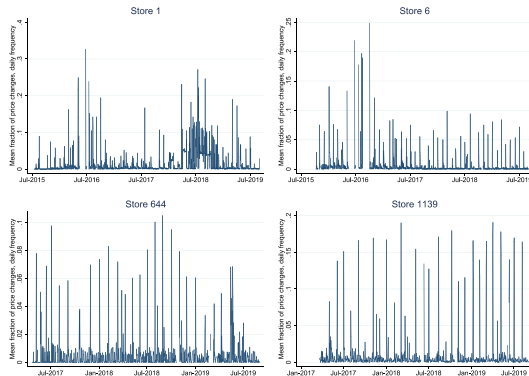 Store 1
Mean fraction of price changes, daily frequency
.4
.3
.2
.1
0
Jul-2015 Jul-2016 Jul-2017 Jul-2018 Jul-2019
Store 6
Mean fraction of price changes, daily frequency
.25
.2
.15
.1
.05
0
Jul-2015 Jul-2016 Jul-2017 Jul-2018 Jul-2019
Store 644
Mean fraction of price changes, daily frequency
.1
.08
.06
.04
.02
0
Jul-2017 Jan-2018 Jul-2018 Jan-2019 Jul-2019
Store 1139
Mean fraction of price changes, daily frequency
.2
.15
.1
.05
0
Jan-2017 Jul-2017 Jan-2018 Jul-2018 Jan-2019 Jul-2019